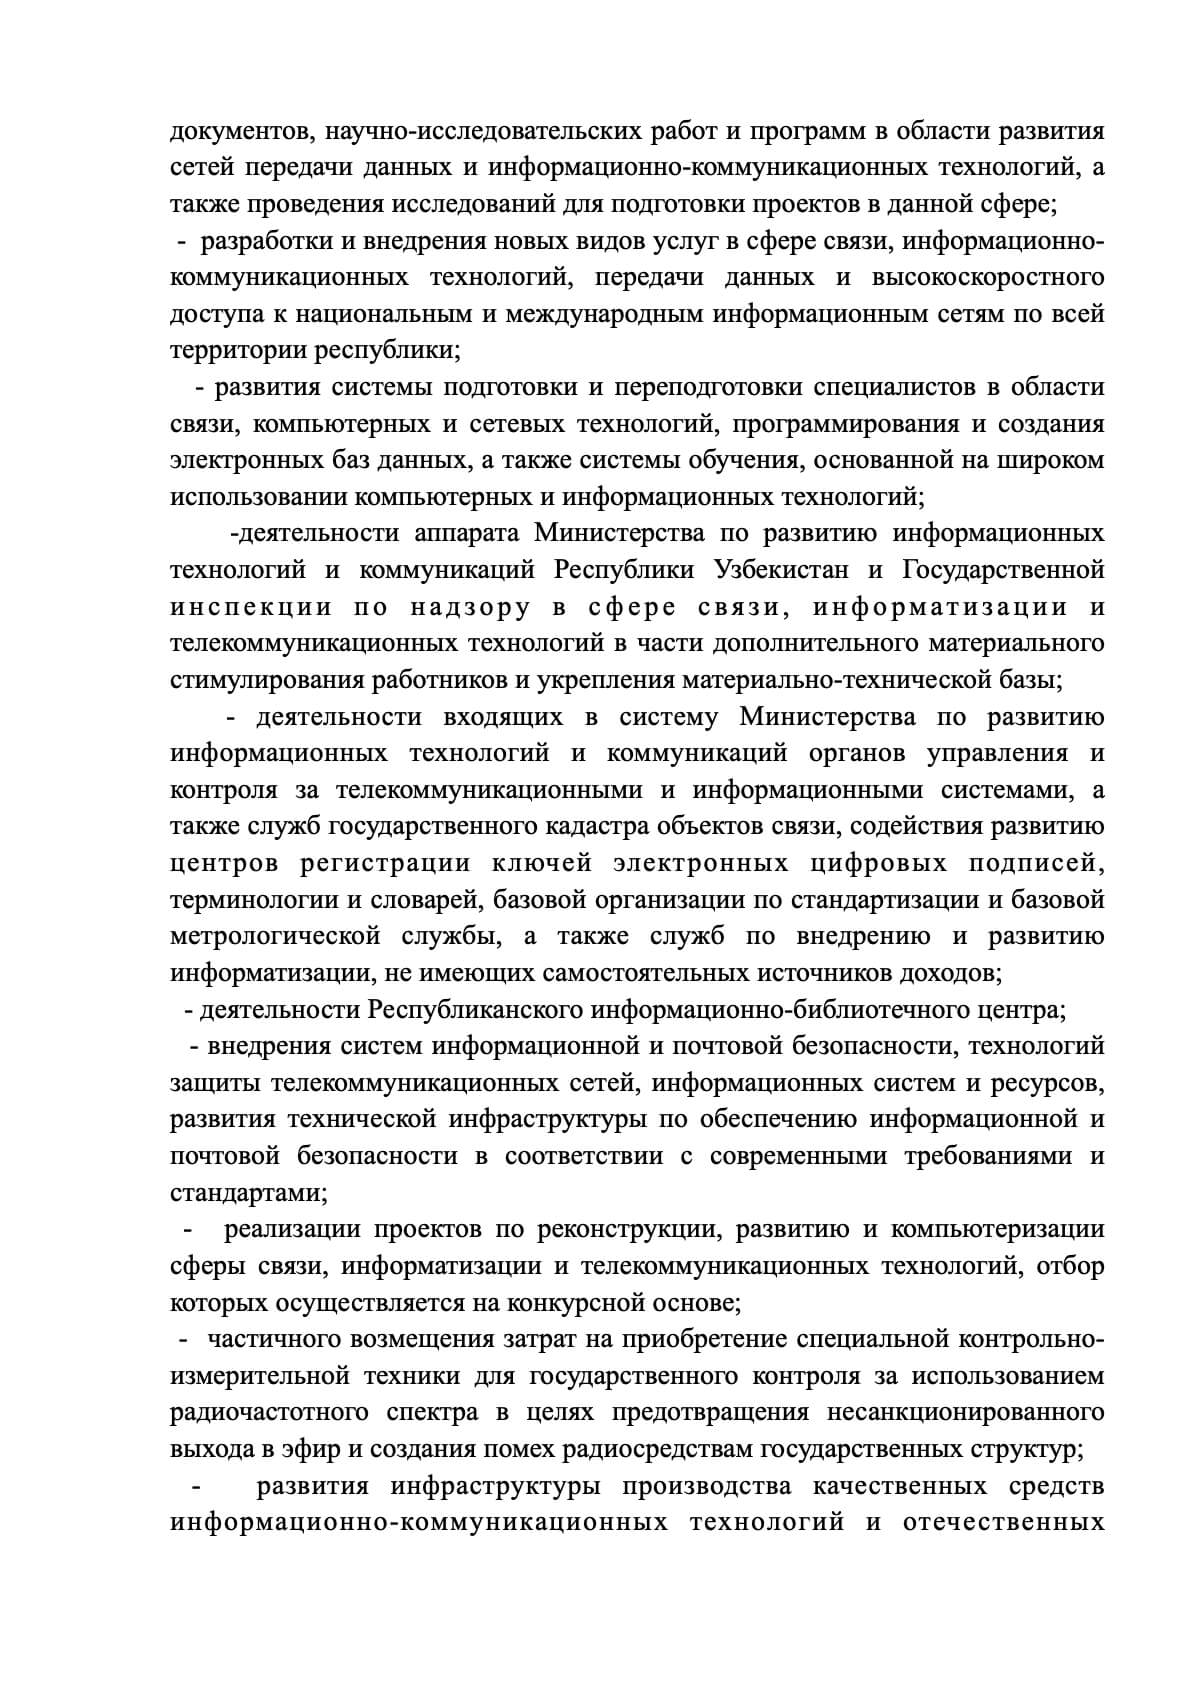 документов, научно-исследовательских работ и программ в области развития
сетей передачи данных и информационно-коммуникационных технологий, а
также проведения исследований для подготовки проектов в данной сфере;
- разработки и внедрения новых видов услуг в сфере связи, информационно-
коммуникационных технологий, передачи данных и высокоскоростного
доступа к национальным и международным информационным сетям по всей
территории республики;
- развития системы подготовки и переподготовки специалистов в области
связи, компьютерных и сетевых технологий, программирования и создания
электронных баз данных, а также системы обучения, основанной на широком
использовании компьютерных и информационных технологий;
-деятельности аппарата Министерства по развитию информационных
технологий и коммуникаций Республики Узбекистан и Государственной
инспекции по надзору в сфере связи, информатизации и
телекоммуникационных технологий в части дополнительного материального
стимулирования работников и укрепления материально-технической базы;
- деятельности входящих в систему Министерства по развитию
информационных технологий и коммуникаций органов управления и
контроля за телекоммуникационными и информационными системами, а
также служб государственного кадастра объектов связи, содействия развитию
центров регистрации ключей электронных цифровых подписей,
терминологии и словарей, базовой организации по стандартизации и базовой
метрологической службы, а также служб по внедрению и развитию
информатизации, не имеющих самостоятельных источников доходов;
- деятельности Республиканского информационно-библиотечного центра;
- внедрения систем информационной и почтовой безопасности, технологий
защиты телекоммуникационных сетей, информационных систем и ресурсов,
развития технической инфраструктуры по обеспечению информационной и
почтовой безопасности в соответствии с современными требованиями и
стандартами;
- реализации проектов по реконструкции, развитию и компьютеризации
сферы связи, информатизации и телекоммуникационных технологий, отбор
которых осуществляется на конкурсной основе;
- частичного возмещения затрат на приобретение специальной контрольно-
измерительной техники для государственного контроля за использованием
радиочастотного спектра в целях предотвращения несанкционированного
выхода в эфир и создания помех радиосредствам государственных структур;
- развития инфраструктуры производства качественных средств
информационно-коммуникационных технологий и отечественных